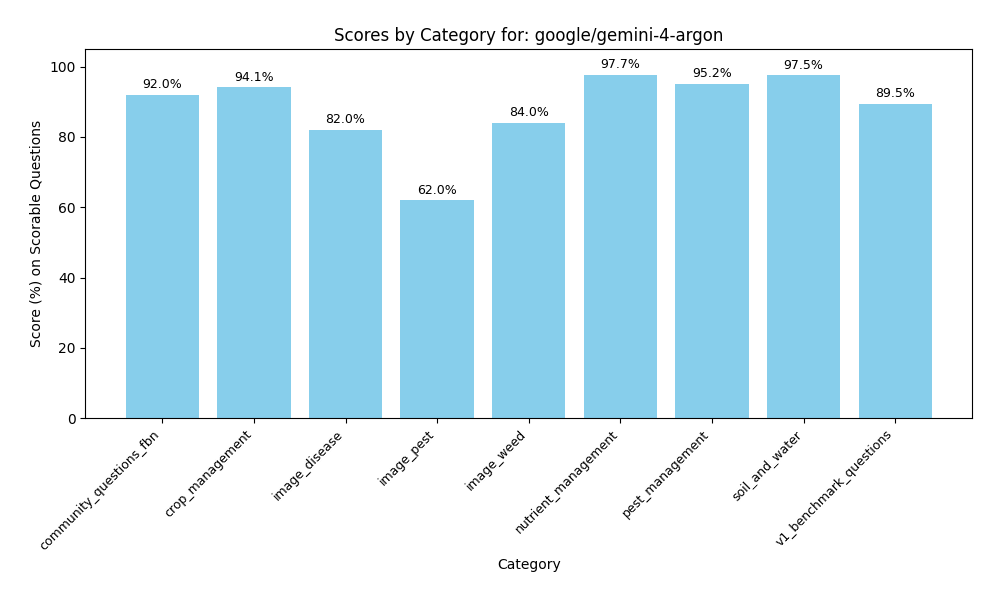 Scores by Category for: google/gemini-4-argon
Score (%) on Scorable Questions
100
80
60
40
20
0
92.0%
94.1%
82.0%
62.0%
84.0%
97.7%
95.2%
97.5%
89.5%
community_questions_fbn
crop_management
image_disease
image_pest
image_weed
nutrient_management
pest_management
soil_and_water
v1_benchmark_questions
Category